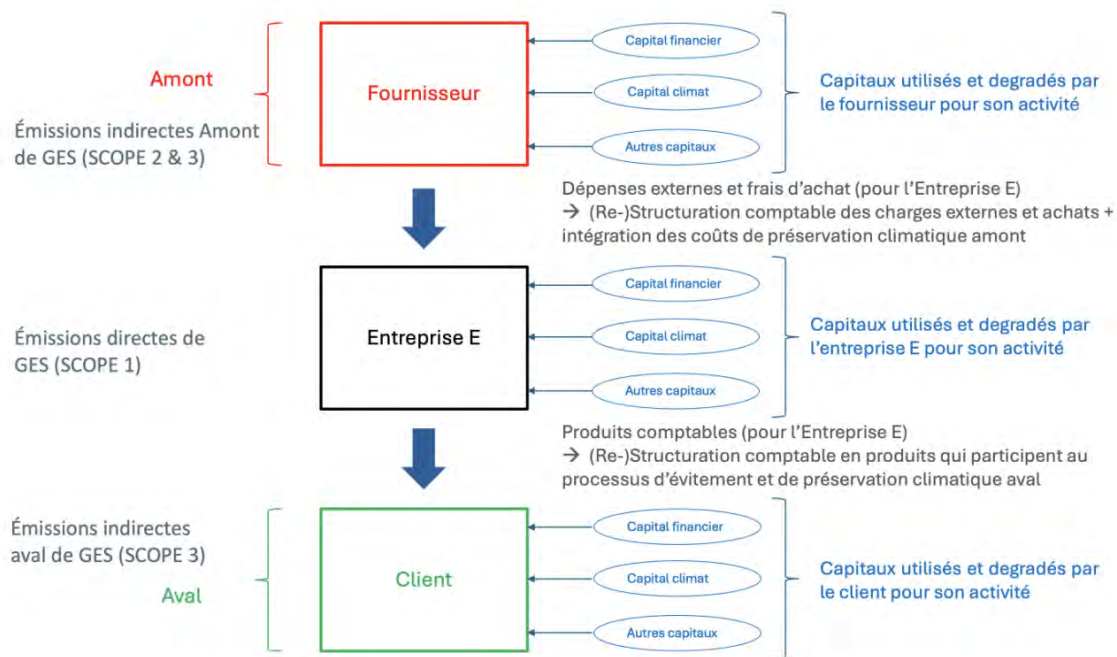 Amont
Émissions indirectes Amont
de GES (SCOPE 2 & 3)
Fournisseur
Capital financier
Capital climat
Autres capitaux
Capitaux utilisés et degradés par
le fournisseur pour son activité
Dépenses externes et frais d'achat (pour l'Entreprise E)
→ (Re-)Structuration comptable des charges externes et achats +
intégration des coûts de préservation climatique amont
Émissions directes de
GES (SCOPE 1)
Entreprise E
Capital financier
Capital climat
Autres capitaux
Capitaux utilisés et degradés par
l'entreprise E pour son activité
Produits comptables (pour l'Entreprise E)
→ (Re-)Structuration comptable en produits qui participent au
processus d'évitement et de préservation climatique aval
Émissions indirectes
aval de GES (SCOPE 3)
Aval
Client
Capital financier
Capital climat
Autres capitaux
Capitaux utilisés et degradés par
le client pour son activité